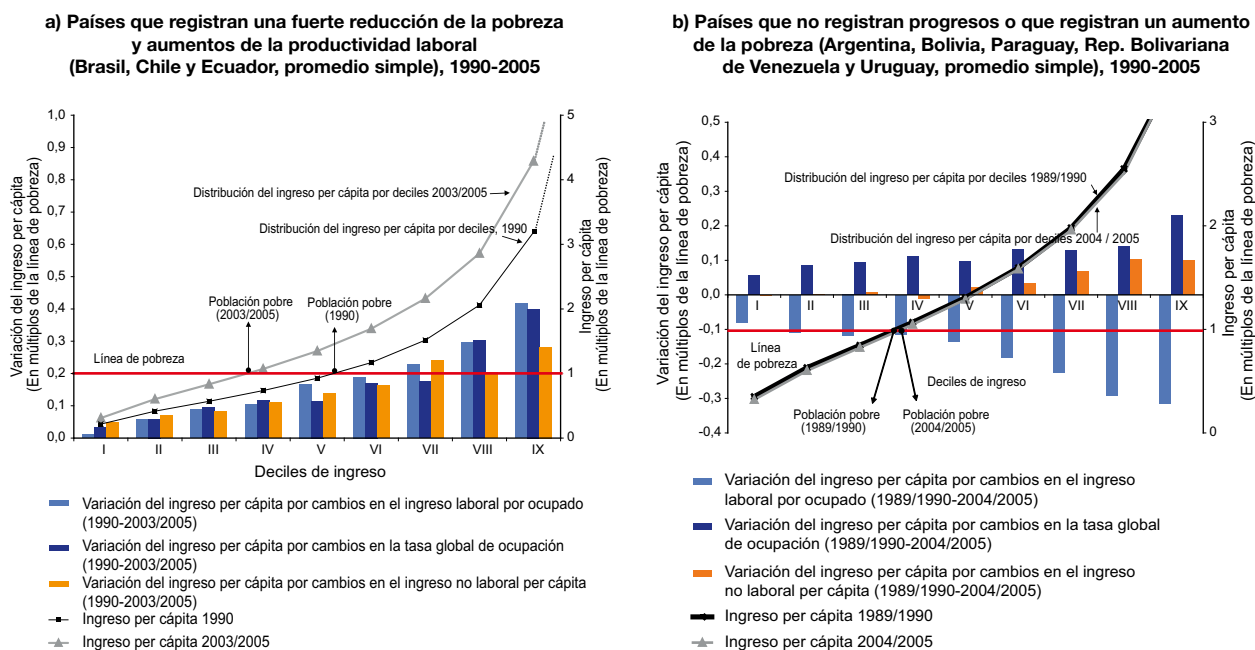 a) Países que registran una fuerte reducción de la pobreza
y aumentos de la productividad laboral
(Brasil, Chile y Ecuador, promedio simple), 1990-2005
Variación del ingreso per cápita
(En múltiplos de la línea de pobreza)
1,0
0,9
0,8
0,7
0,6
0,5
0,4
0,3
0,2
0,1
0,0
5
4
3
2
1
0
Ingreso per cápita
(En múltiplos de la línea de pobreza)
Distribución del ingreso per cápita por deciles 2003/2005
Distribución del ingreso per cápita por deciles, 1990
Población pobre
(2003/2005)
Población pobre
(1990)
Línea de pobreza
I II III IV V VI VII VIII IX
Deciles de ingreso
Variación del ingreso per cápita por cambios en el ingreso laboral por ocupado
(1990-2003/2005)
Variación del ingreso per cápita por cambios en la tasa global de ocupación
(1990-2003/2005)
Variación del ingreso per cápita por cambios en el ingreso no laboral per cápita
(1990-2003/2005)
Ingreso per cápita 1990
Ingreso per cápita 2003/2005
b) Países que no registran progresos o que registran un aumento
de la pobreza (Argentina, Bolivia, Paraguay, Rep. Bolivariana
de Venezuela y Uruguay, promedio simple), 1990-2005
Variación del ingreso per cápita
(En múltiplos de la línea de pobreza)
0,5
0,4
0,3
0,2
0,1
0,0
-0,1
-0,2
-0,3
-0,4
3
2
1
0
Ingreso per cápita
(En múltiplos de la línea de pobreza)
Distribución del ingreso per cápita por deciles 1989/1990
Distribución del ingreso per cápita por deciles 2004 / 2005
I II III IV V VI VII VIII IX
Línea
de pobreza
Deciles de ingreso
Población pobre
(1989/1990)
Población pobre
(2004/2005)
Variación del ingreso per cápita por cambios en el ingreso
laboral por ocupado (1989/1990-2004/2005)
Variación del ingreso per cápita por cambios en la tasa global
de ocupación (1989/1990-2004/2005)
Variación del ingreso per cápita por cambios en el ingreso
no laboral per cápita (1989/1990-2004/2005)
Ingreso per cápita 1989/1990
Ingreso per cápita 2004/2005